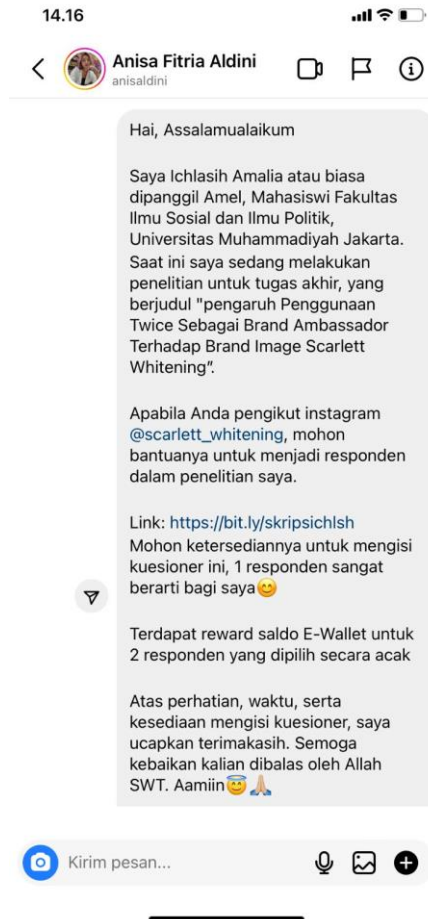 14.16
Anisa Fitria Aldini
anisaldini
Hai, Assalamualaikum
Saya Ichlasih Amalia atau biasa
dipanggil Amel, Mahasiswi Fakultas
Ilmu Sosial dan Ilmu Politik,
Universitas Muhammadiyah Jakarta.
Saat ini saya sedang melakukan
penelitian untuk tugas akhir, yang
berjudul "pengaruh Penggunaan
Twice Sebagai Brand Ambassador
Terhadap Brand Image Scarlett
Whitening”.
Apabila Anda pengikut instagram
@scarlett_whitening, mohon
bantuanya untuk menjadi responden
dalam penelitian saya.
Link: https://bit.ly/skripsichlsh
Mohon ketersediannya untuk mengisi
kuesioner ini, 1 responden sangat
berarti bagi saya😊
Terdapat reward saldo E-Wallet untuk
2 responden yang dipilih secara acak
Atas perhatian, waktu, serta
kesediaan mengisi kuesioner, saya
ucapkan terimakasih. Semoga
kebaikan kalian dibalas oleh Allah
SWT. Aamiin😇🙏🏼
Kirim pesan...